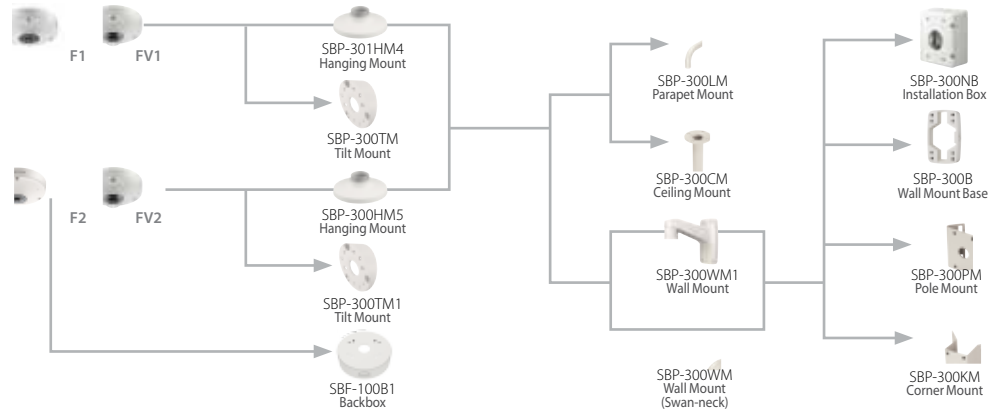 F1
FV1
SBP-301HM4
Hanging Mount
SBP-300TM
Tilt Mount
F2
FV2
SBP-300HM5
Hanging Mount
SBP-300TM1
Tilt Mount
SBF-100B1
Backbox
SBP-300LM
Parapet Mount
SBP-300CM
Ceiling Mount
SBP-300WM1
Wall Mount
SBP-300WM
Wall Mount
(Swan-neck)
SBP-300NB
Installation Box
SBP-300B
Wall Mount Base
SBP-300PM
Pole Mount
SBP-300KM
Corner Mount